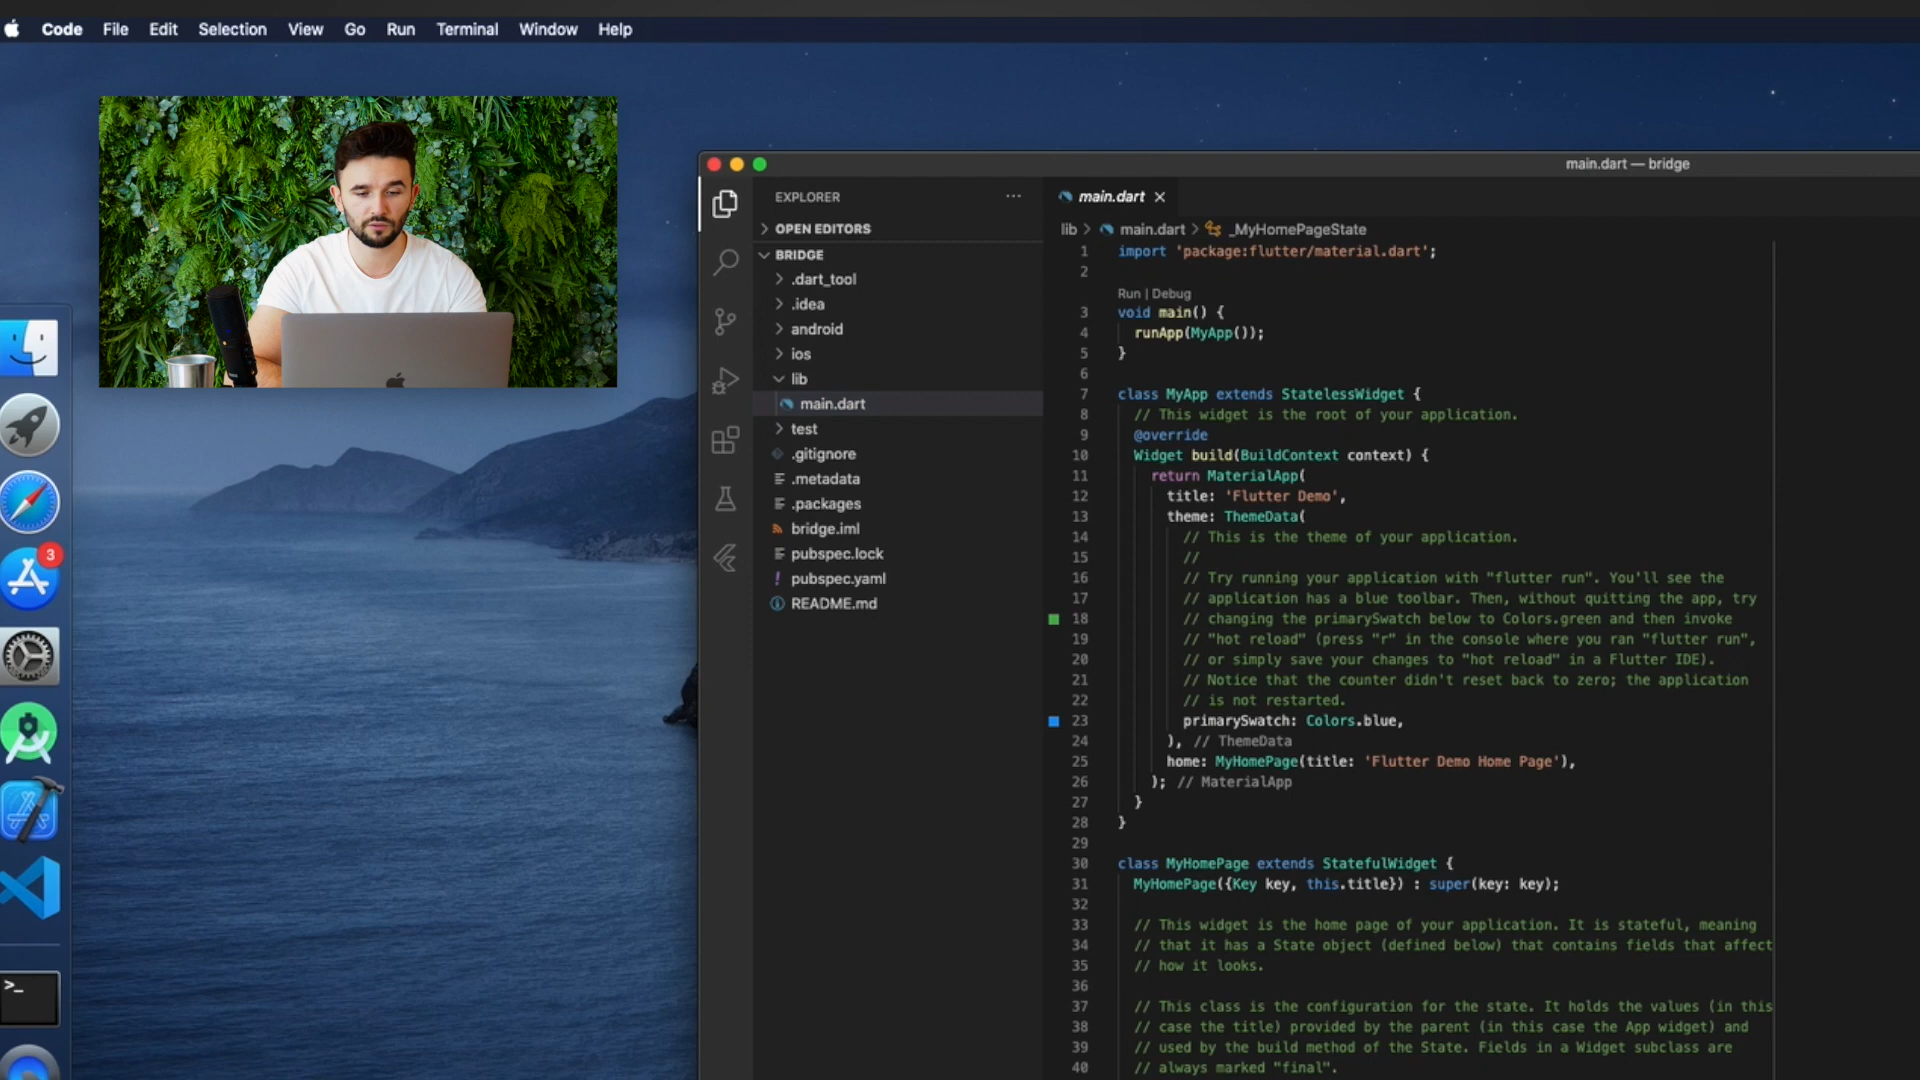 Code File Edit Selection View Go Run Terminal Window Help
main.dart — bridge
EXPLORER
OPEN EDITORS
BRIDGE
.dart_tool
.idea
android
ios
lib
main.dart
test
.gitignore
.metadata
.packages
bridge.iml
pubspec.lock
pubspec.yaml
README.md
3
>_
main.dart
lib > main.dart > _MyHomePageState
1 import 'package:flutter/material.dart';
2
Run | Debug
3 void main() {
4 runApp(MyApp());
5 }
6
7 class MyApp extends StatelessWidget {
8 // This widget is the root of your application.
9 @override
10 Widget build(BuildContext context) {
11 return MaterialApp(
12 title: 'Flutter Demo',
13 theme: ThemeData(
14 // This is the theme of your application.
15 //
16 // Try running your application with "flutter run". You'll see the
17 // application has a blue toolbar. Then, without quitting the app, try
18 // changing the primarySwatch below to Colors.green and then invoke
19 // "hot reload" (press "r" in the console where you ran "flutter run",
20 // or simply save your changes to "hot reload" in a Flutter IDE).
21 // Notice that the counter didn't reset back to zero; the application
22 // is not restarted.
23 primarySwatch: Colors.blue,
24 ), // ThemeData
25 home: MyHomePage(title: 'Flutter Demo Home Page'),
26 ); // MaterialApp
27 }
28 }
29
30 class MyHomePage extends StatefulWidget {
31 MyHomePage({Key key, this.title}) : super(key: key);
32
33 // This widget is the home page of your application. It is stateful, meaning
34 // that it has a State object (defined below) that contains fields that affect
35 // how it looks.
36
37 // This class is the configuration for the state. It holds the values (in this
38 // case the title) provided by the parent (in this case the App widget) and
39 // used by the build method of the State. Fields in a Widget subclass are
40 // always marked "final".